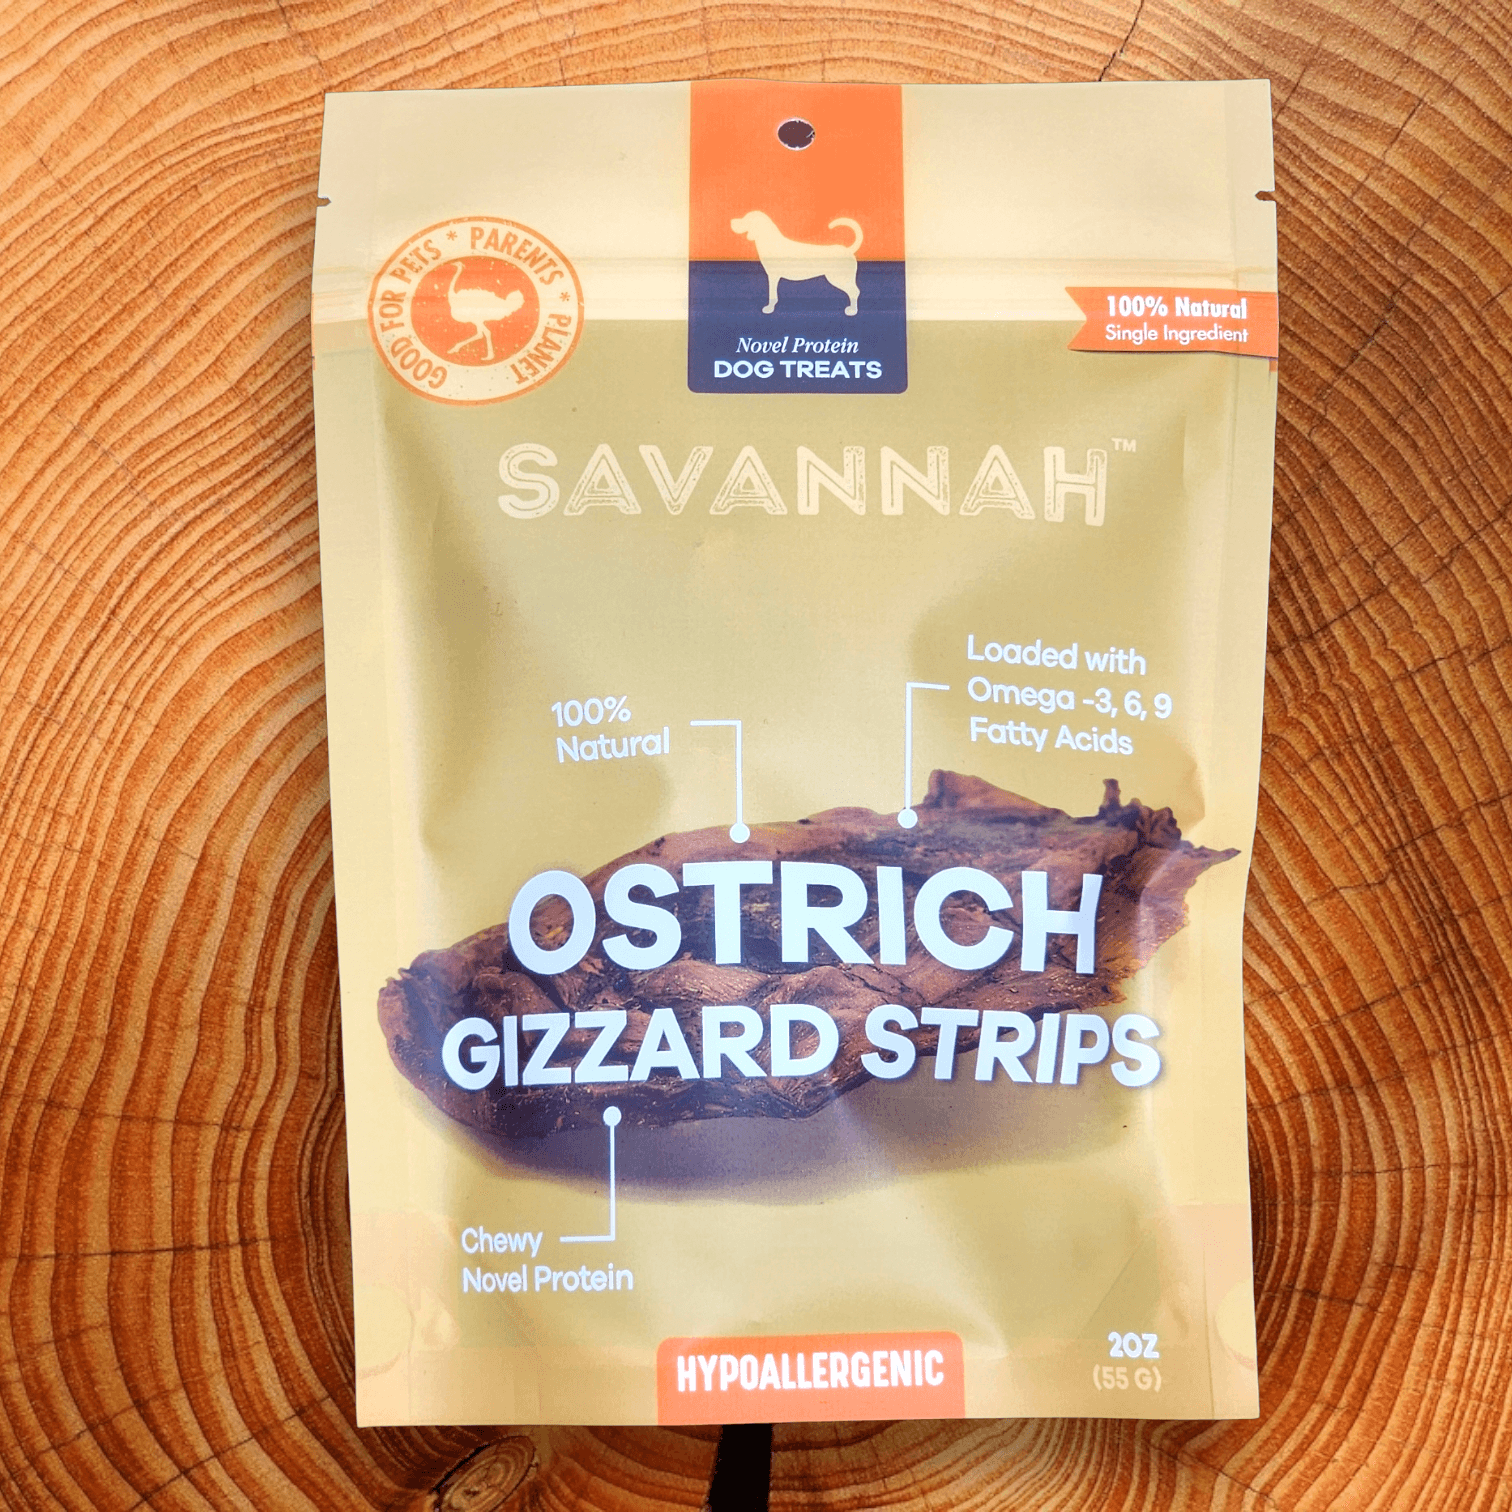 GOOD FOR PETS * PARENTS * PLANET
Novel Protein
DOG TREATS
100% Natural
Single Ingredient
SAVANNAH™
Loaded with
Omega -3, 6, 9
Fatty Acids
100%
Natural
OSTRICH
GIZZARD STRIPS
Chewy
Novel Protein
HYPOALLERGENIC
2OZ
(55 G)